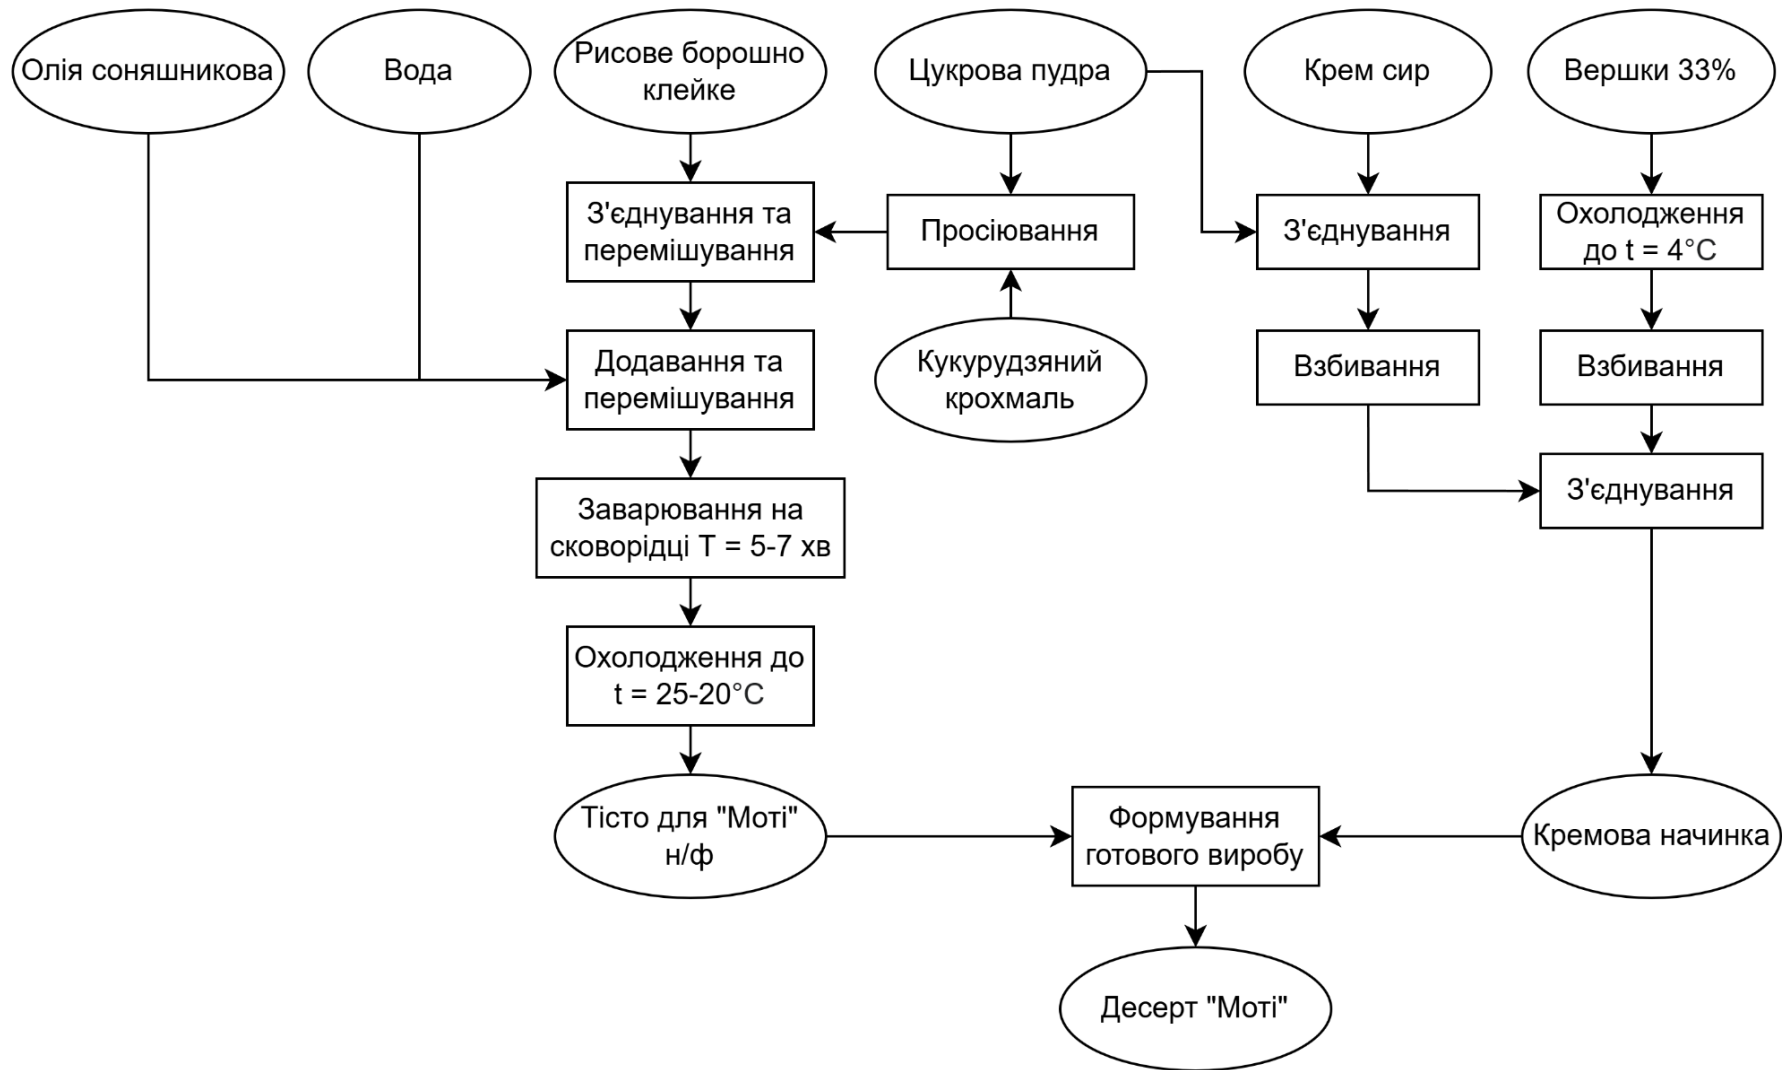 Олія соняшникова
Вода
Рисове борошно
клейке
Цукрова пудра
Крем сир
Вершки 33%
З'єднування та
перемішування
Просіювання
З'єднування
Охолодження
до t = 4°C
Додавання та
перемішування
Кукурудзяний
крохмаль
Взбивання
Взбивання
Заварювання на
сковорідці T = 5-7 хв
З'єднування
Охолодження до
t = 25-20°C
Тісто для "Моті"
н/ф
Формування
готового виробу
Кремова начинка
Десерт "Моті"